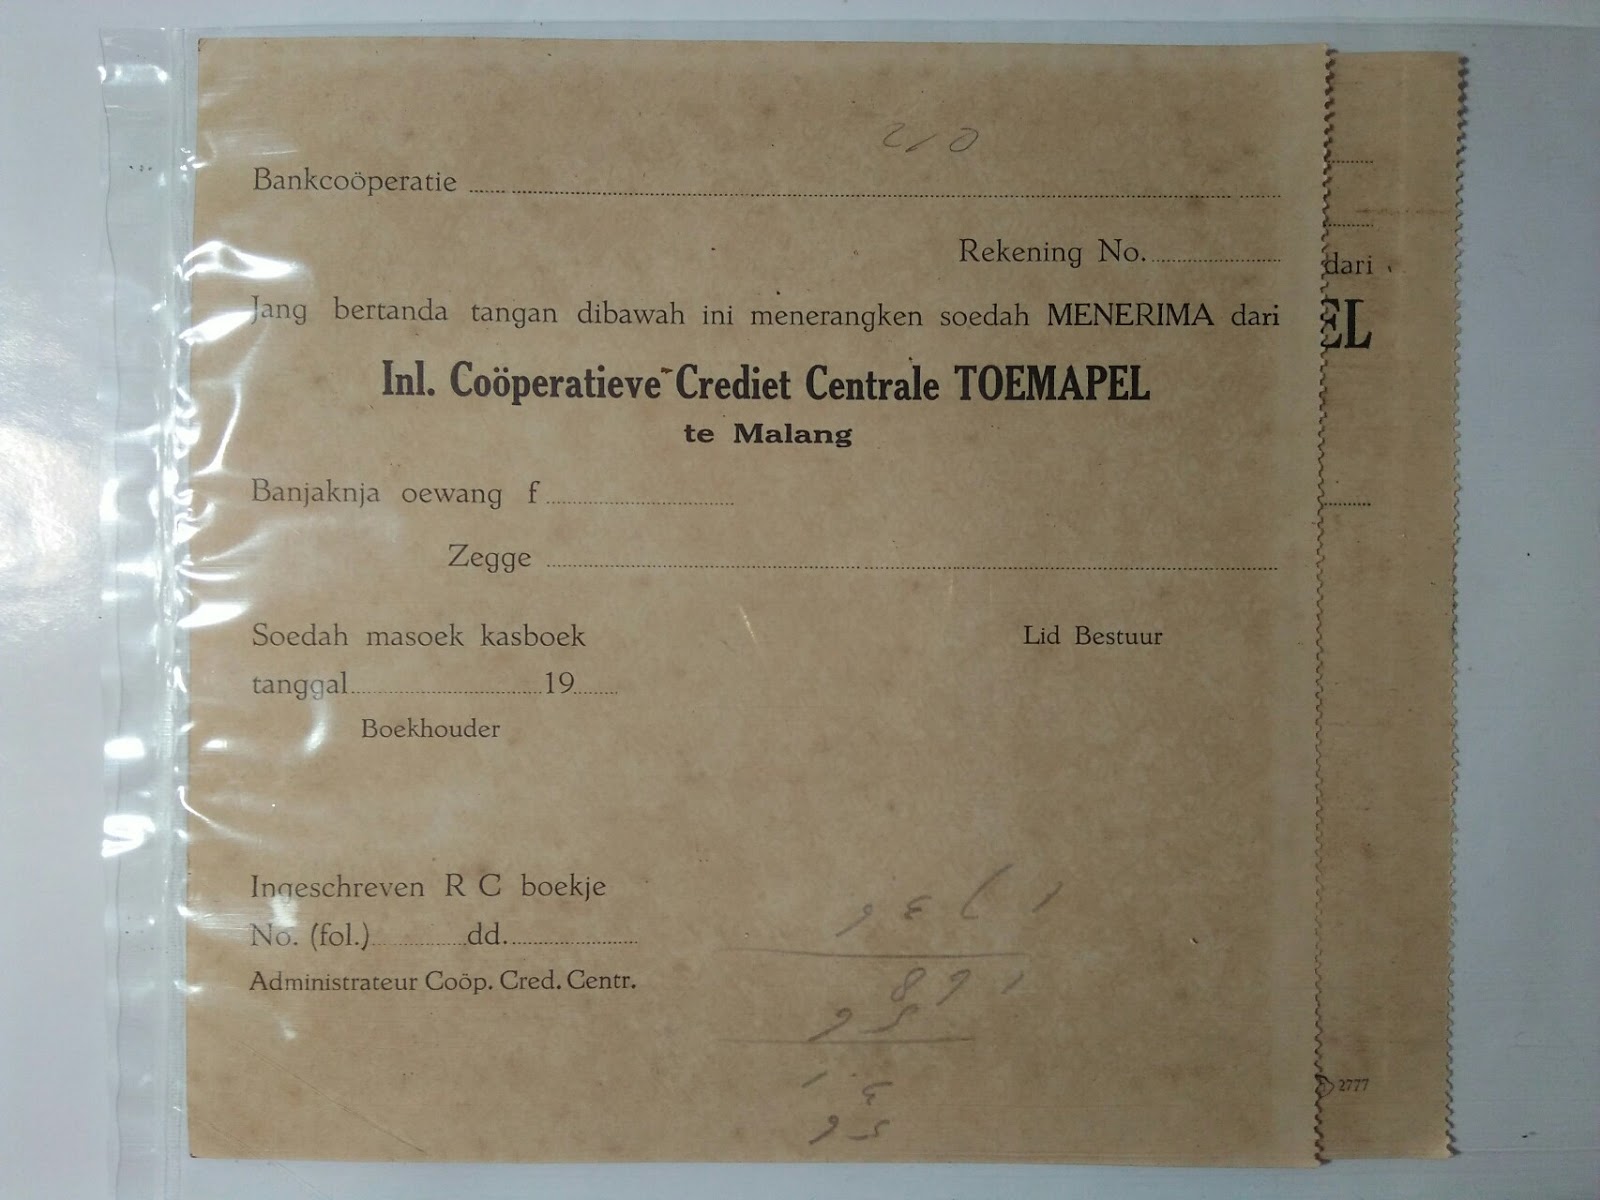 210
Bankcoöperatie
Rekening No.
Jang bertanda tangan dibawah ini menerangken soedah MENERIMA dari
Inl. Coöperatieve Crediet Centrale TOEMAPEL
te Malang
Banjaknja oewang f
Zegge
Soedah masoek kasboek
Lid Bestuur
tanggal 19
Boekhouder
Ingeschreven R C boekje
No. (fol.) dd.
Administrateur Coöp. Cred. Centr.
dari
EL
2777